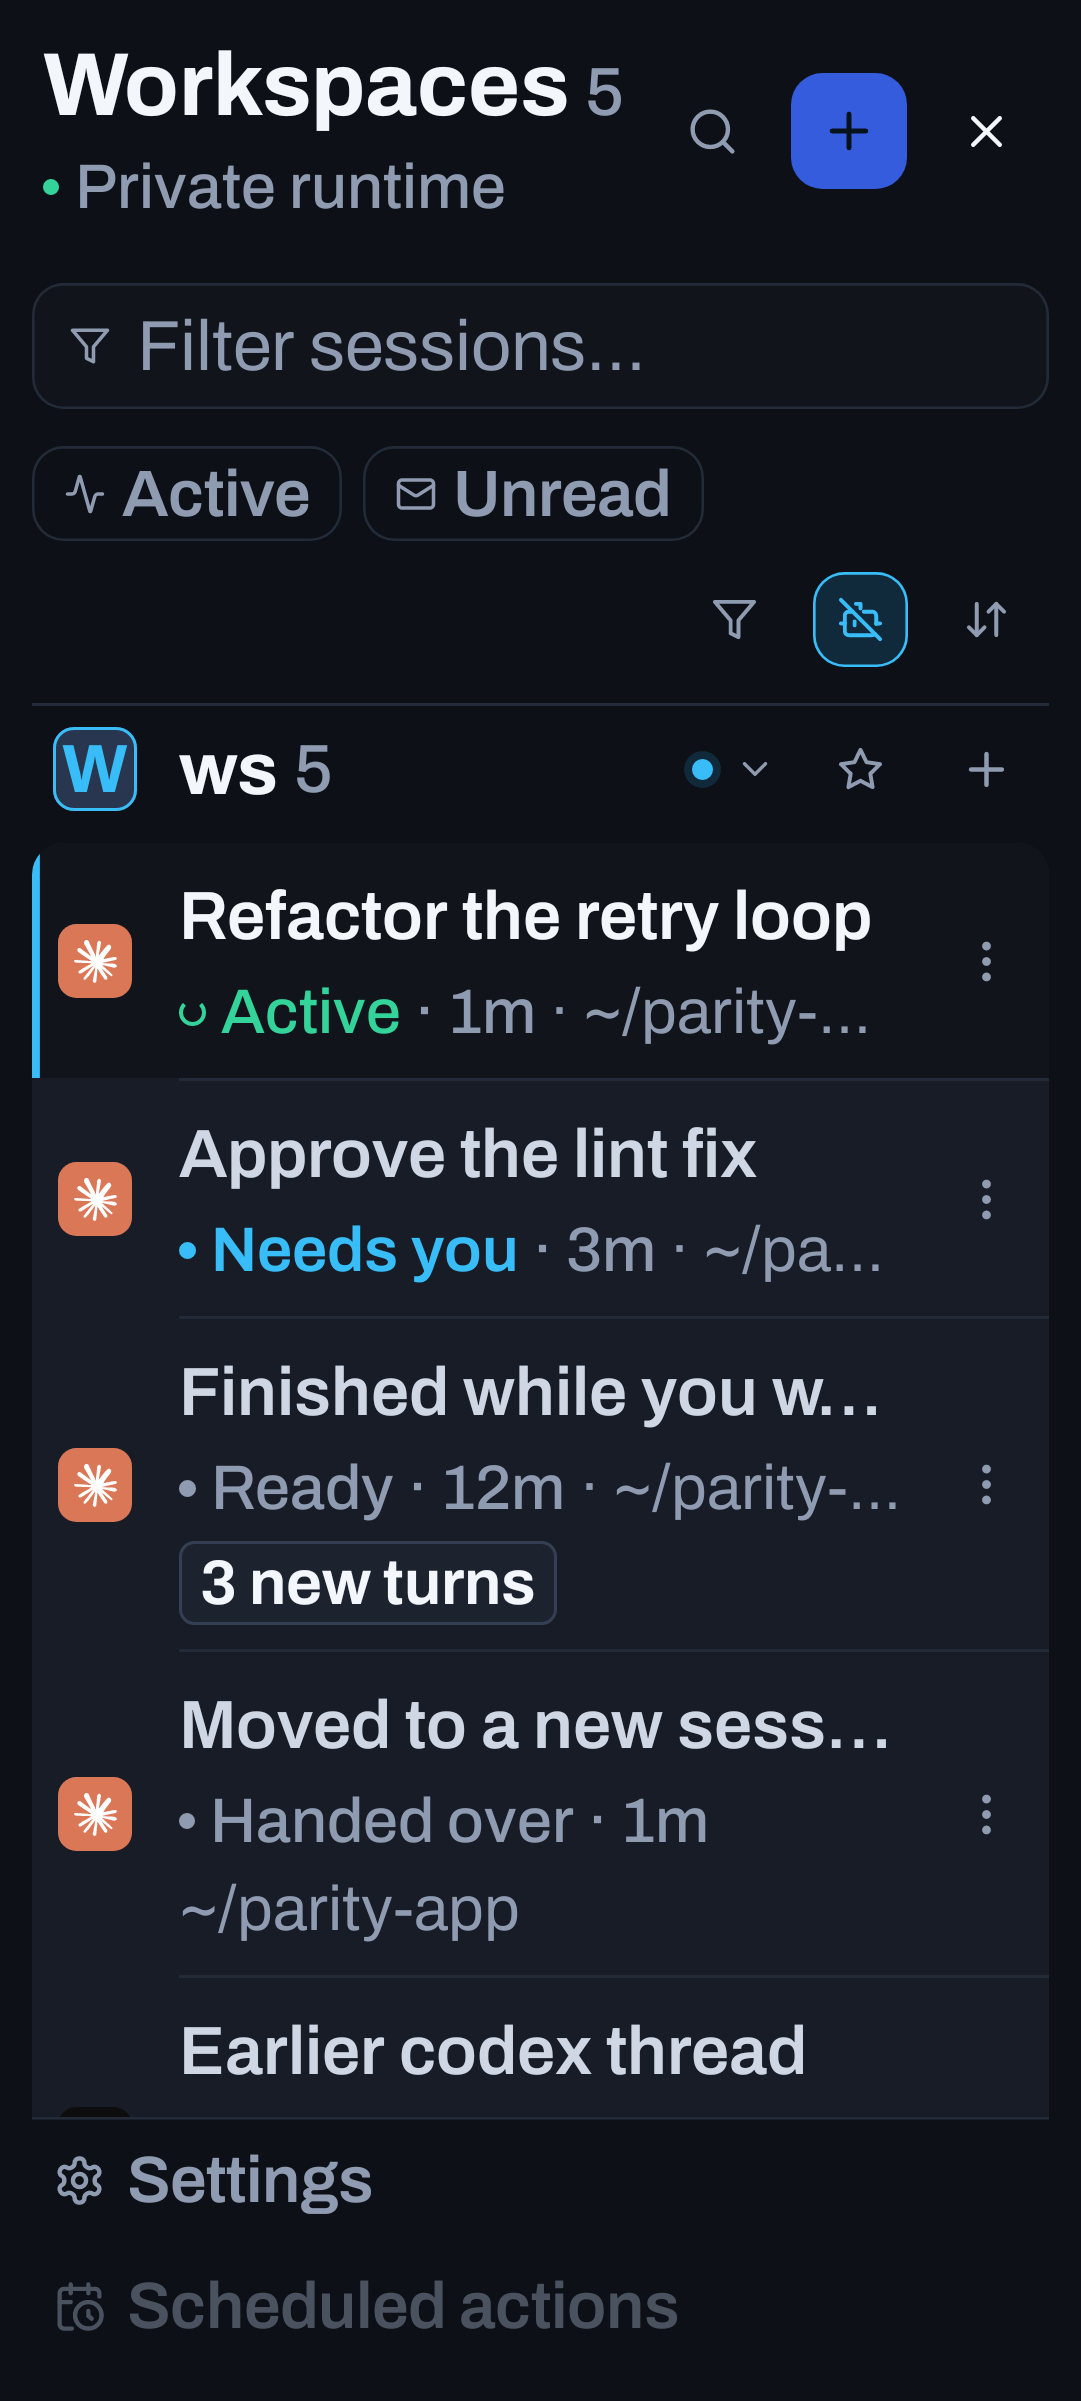 Workspaces 5
• Private runtime
Filter sessions...
Active
Unread
W ws 5
Refactor the retry loop
Active · 1m · ~/parity-...
Approve the lint fix
• Needs you · 3m · ~/pa...
Finished while you w...
• Ready · 12m · ~/parity-...
3 new turns
Moved to a new sess...
• Handed over · 1m
~/parity-app
Earlier codex thread
Settings
Scheduled actions